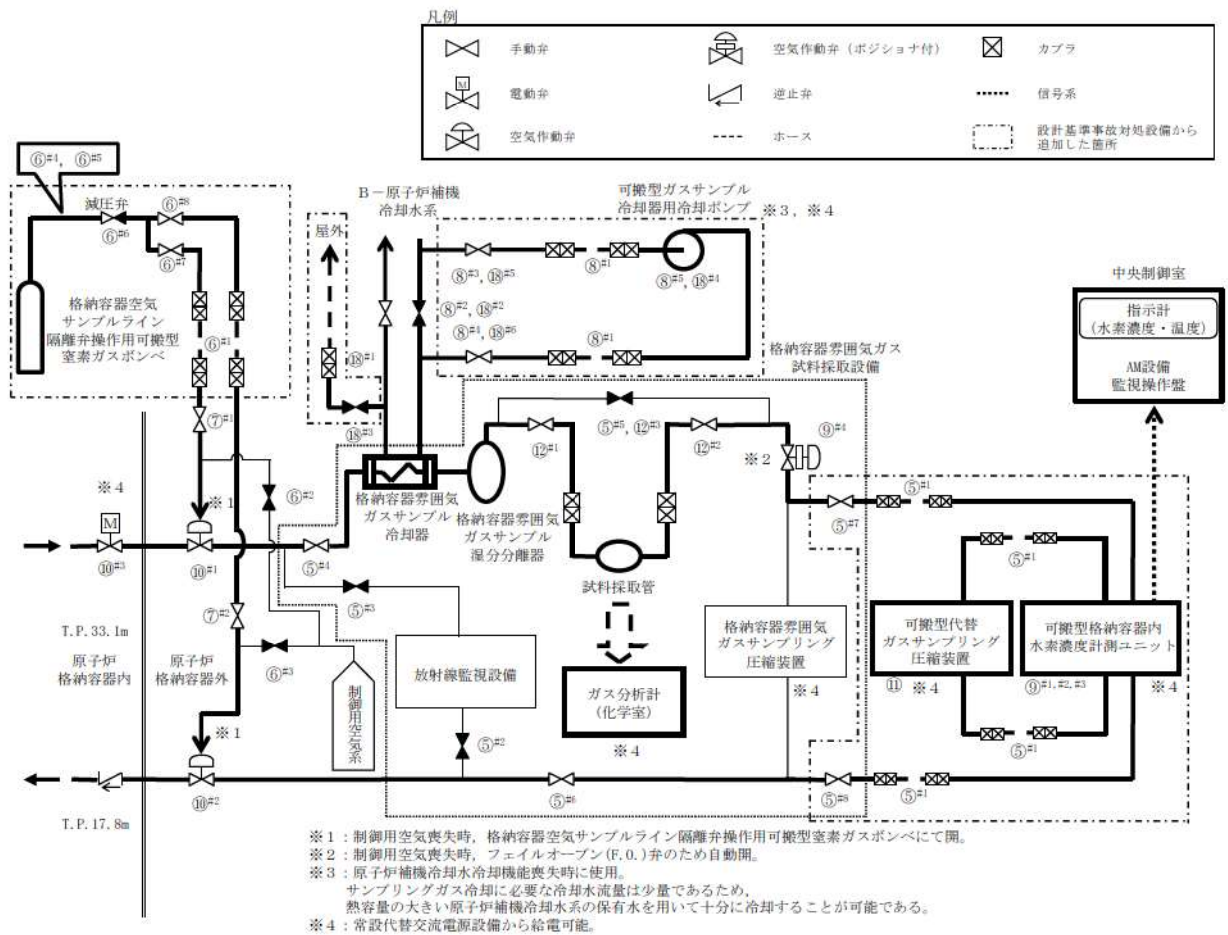 凡例
手動弁
空気作動弁（ポジショナ付）
カプラ
電動弁
逆止弁
信号系
空気作動弁
ホース
設計基準事故対処設備から
追加した箇所
⑥#4, ⑥#5
減圧弁
⑥#8
⑥#6
⑥#7
格納容器空気
サンプルライン
隔離弁操作用可搬型
窒素ガスボンベ
⑥#1
屋外
B－原子炉補機
冷却水系
可搬型ガスサンプル
冷却器用冷却ポンプ
※3, ※4
⑧#3, ⑱#5
⑧#1
⑧#5, ⑱#4
⑧#2, ⑱#2
⑧#4, ⑱#6
⑧#1
⑱#1
⑱#3
格納容器雰囲気ガス
試料採取設備
中央制御室
指示計
（水素濃度・温度）
AM設備
監視操作盤
⑦#1
⑥#2
※1
※4
M
⑩#3
⑩#1
⑤#4
格納容器雰囲気
ガスサンプル
冷却器
格納容器雰囲気
ガスサンプル
湿分分離器
⑫#1
⑤#5, ⑫#3
⑫#2
⑨#4
※2
⑤#7
⑤#1
⑤#1
試料採取管
⑤#3
⑦#2
⑥#3
T.P.33.1m
原子炉
格納容器内
原子炉
格納容器外
制御用空気系
放射線監視設備
ガス分析計
（化学室）
※4
格納容器雰囲気
ガスサンプリング
圧縮装置
※4
可搬型代替
ガスサンプリング
圧縮装置
⑪
※4
可搬型格納容器内
水素濃度計測ユニット
⑨#1,#2,#3
※4
⑤#1
※1
⑤#2
⑩#2
⑤#6
⑤#8
⑤#1
T.P.17.8m
※1：制御用空気喪失時，格納容器空気サンプルライン隔離弁操作用可搬型窒素ガスボンベにて開。
※2：制御用空気喪失時，フェイルオープン(F.O.)弁のため自動開。
※3：原子炉補機冷却水冷却機能喪失時に使用。
サンプリングガス冷却に必要な冷却水流量は少量であるため，
熱容量の大きい原子炉補機冷却水系の保有水を用いて十分に冷却することが可能である。
※4：常設代替交流電源設備から給電可能。